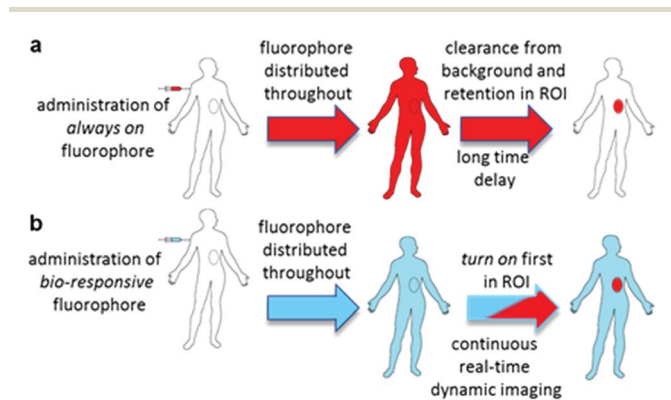 a
administration of
always on
fluorophore
fluorophore
distributed
throughout
clearance from
background and
retention in ROI
long time
delay
b
administration of
bio-responsive
fluorophore
fluorophore
distributed
throughout
turn on first
in ROI
continuous
real-time
dynamic imaging